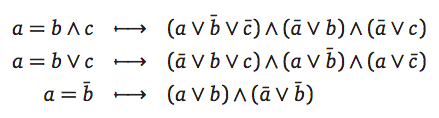 a = b ∧ c ⟼ (a ∨ b̄ ∨ c̄) ∧ (ā ∨ b) ∧ (ā ∨ c)
a = b ∨ c ⟼ (ā ∨ b ∨ c) ∧ (a ∨ b̄) ∧ (a ∨ c̄)
a = b̄ ⟼ (a ∨ b) ∧ (ā ∨ b̄)